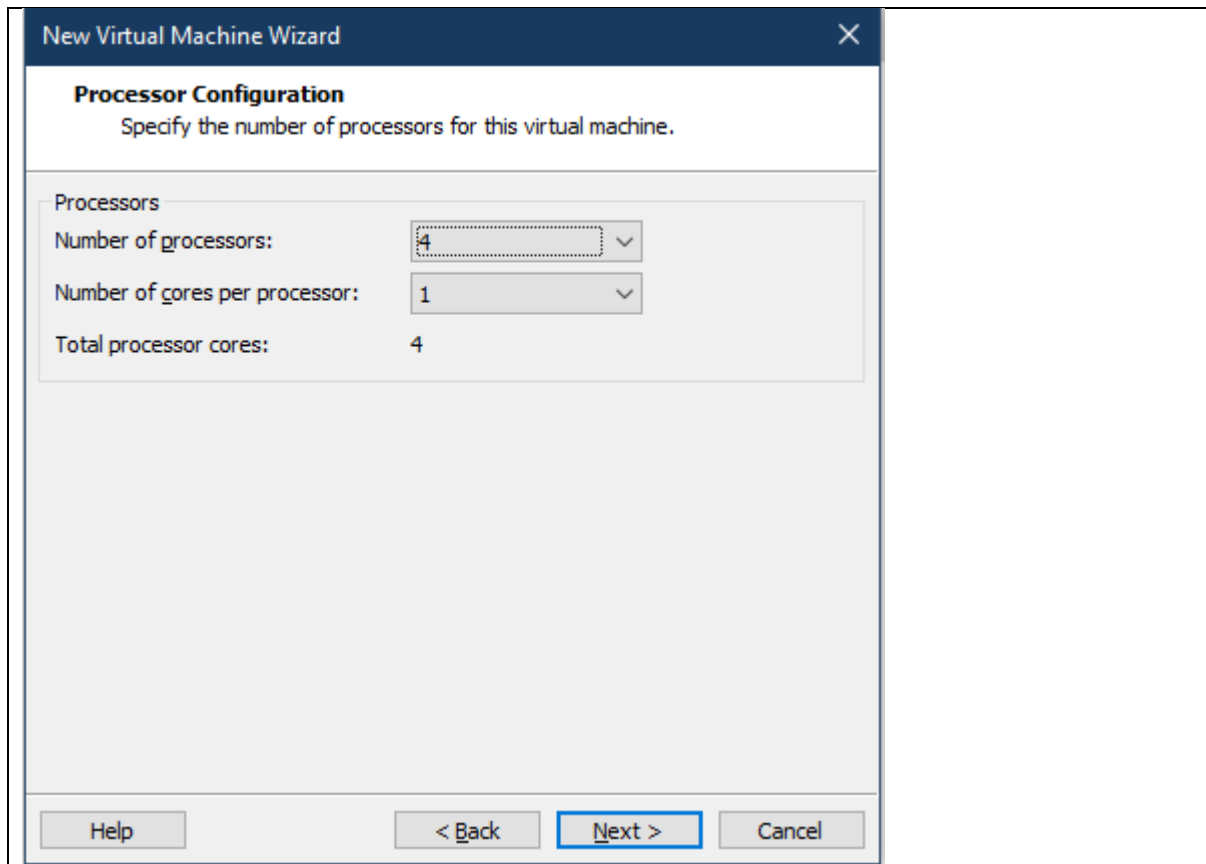 New Virtual Machine Wizard
Processor Configuration
Specify the number of processors for this virtual machine.
Processors
Number of processors: 4
Number of cores per processor: 1
Total processor cores: 4
Help < Back Next > Cancel